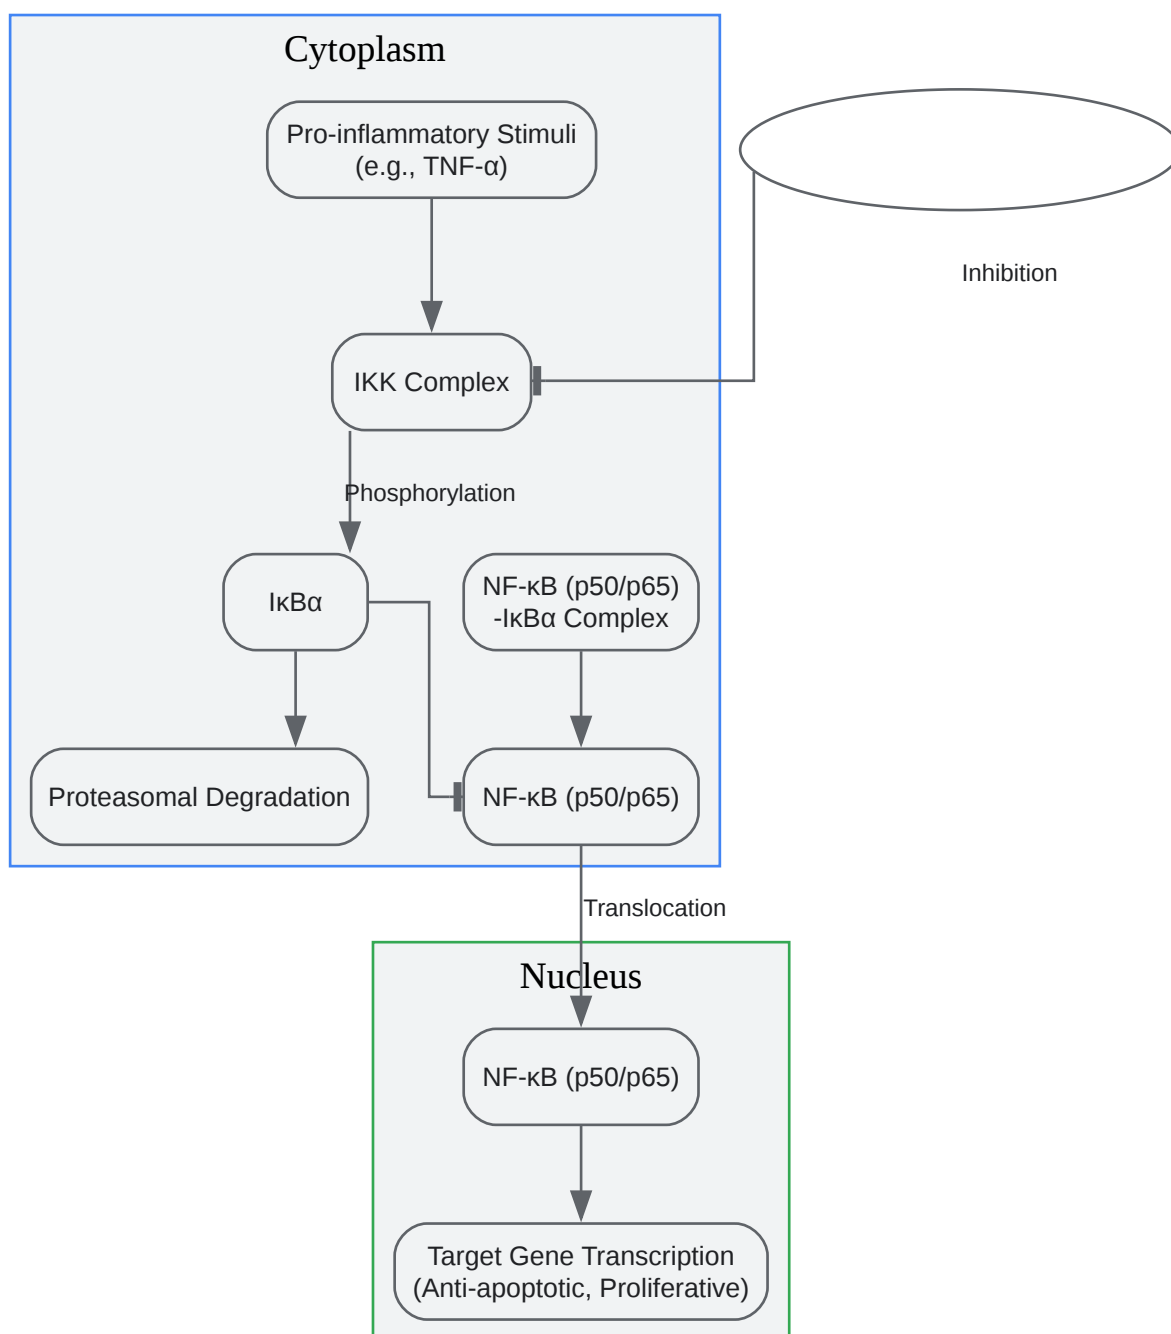 Cytoplasm
Pro-inflammatory Stimuli
(e.g., TNF-α)
Inhibition
IKK Complex
Phosphorylation
IκBα
NF-κB (p50/p65)
-IκBα Complex
Proteasomal Degradation
NF-κB (p50/p65)
Translocation
Nucleus
NF-κB (p50/p65)
Target Gene Transcription
(Anti-apoptotic, Proliferative)